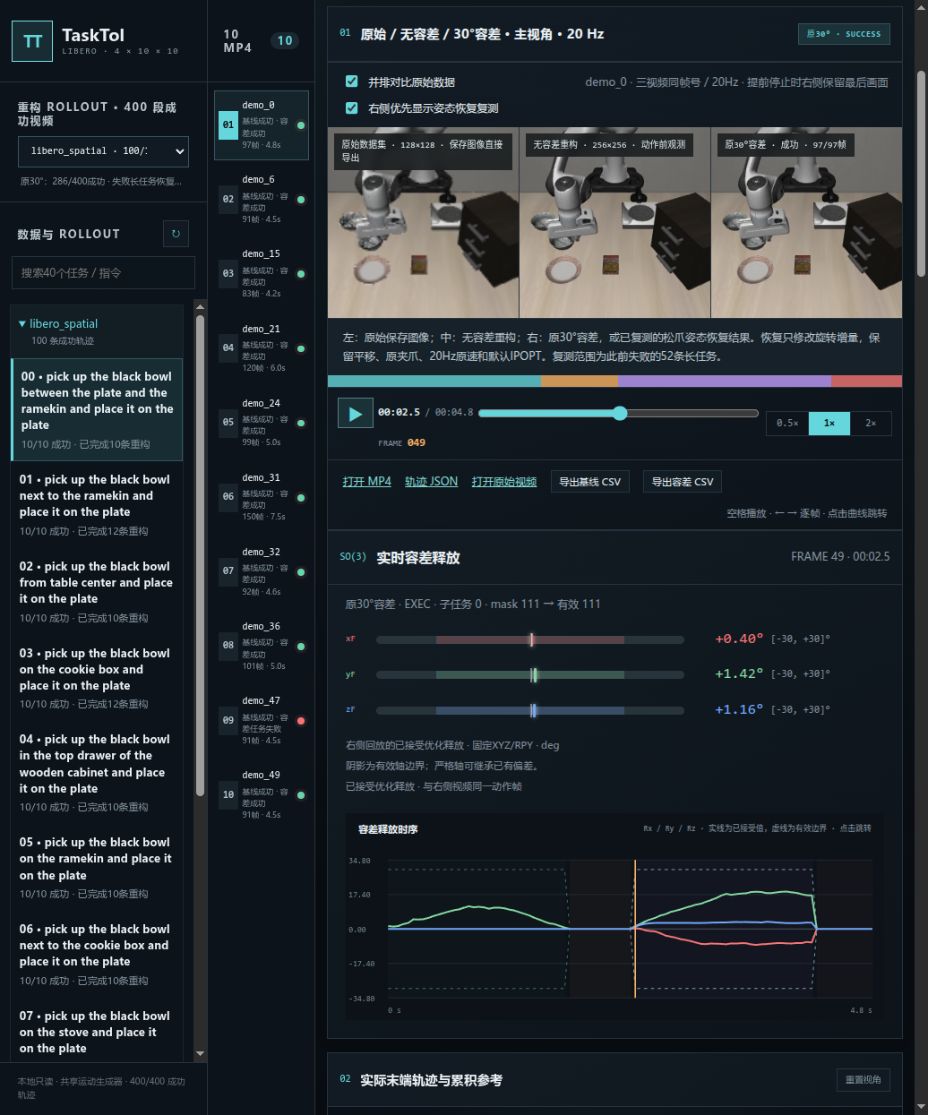 TT
TaskTol
LIBERO • 4 × 10 × 10
重构 ROLLOUT • 400 段成
功视频
libero_spatial · 100/
原30°: 286/400成功 · 失败长任务恢复...
数据与 ROLLOUT
↻
搜索40个任务 / 指令
▼ libero_spatial
100 条成功轨迹
00 • pick up the black bowl
between the plate and the
ramekin and place it on the
plate
10/10 成功 · 已完成10条重构
01 • pick up the black bowl
next to the ramekin and
place it on the plate
10/10 成功 · 已完成12条重构
02 • pick up the black bowl
from table center and place
it on the plate
10/10 成功 · 已完成10条重构
03 • pick up the black bowl
on the cookie box and
place it on the plate
10/10 成功 · 已完成12条重构
04 • pick up the black bowl
in the top drawer of the
wooden cabinet and place
it on the plate
10/10 成功 · 已完成10条重构
05 • pick up the black bowl
on the ramekin and place it
on the plate
10/10 成功 · 已完成10条重构
06 • pick up the black bowl
next to the cookie box and
place it on the plate
10/10 成功 · 已完成10条重构
07 • pick up the black bowl
on the stove and place it
on the plate
本地只读 · 共享运动生成器 · 400/400 成功
轨迹
10
MP4
10
01
demo_0
基线成功 · 容
差成功
97帧 · 4.8s
02
demo_6
基线成功 · 容
差成功
91帧 · 4.5s
03
demo_15
基线成功 · 容
差成功
83帧 · 4.2s
04
demo_21
基线成功 · 容
差成功
120帧 · 6.0s
05
demo_24
基线成功 · 容
差成功
99帧 · 5.0s
06
demo_31
基线成功 · 容
差成功
150帧 · 7.5s
07
demo_32
基线成功 · 容
差成功
92帧 · 4.6s
08
demo_36
基线成功 · 容
差成功
101帧 · 5.0s
09
demo_47
基线成功 · 容
差任务失败
91帧 · 4.5s
10
demo_49
基线成功 · 容
差成功
91帧 · 4.5s
01 原始 / 无容差 / 30°容差 • 主视角 • 20 Hz
原30° · SUCCESS
并排对比原始数据
demo_0 · 三视频同帧号 / 20Hz · 提前停止时右侧保留最后画面
右侧优先显示姿态恢复复测
原始数据集 · 128×128 · 保存图像直接
导出
无容差重构 · 256×256 · 动作前观测
原30°容差 · 成功 · 97/97帧
左：原始保存图像；中：无容差重构；右：原30°容差，或已复测的松爪姿态恢复结果。恢复只修改旋转增量，保
留平移、原夹爪、20Hz原速和默认IPOPT。复测范围为此前失败的52条长任务。
00:02.5 / 00:04.8
0.5×
1×
2×
FRAME 049
打开 MP4
轨迹 JSON
打开原始视频
导出基线 CSV
导出容差 CSV
空格播放 · ← → 逐帧 · 点击曲线跳转
SO(3) 实时容差释放
FRAME 49 · 00:02.5
原30°容差 · EXEC · 子任务 0 · mask 111 → 有效 111
xF
+0.40° [-30, +30]°
yF
+1.42° [-30, +30]°
zF
+1.16° [-30, +30]°
右侧回放的已接受优化释放 · 固定XYZ/RPY · deg
阴影为有效轴边界；严格轴可继承已有偏差。
已接受优化释放 · 与右侧视频同一动作帧
容差释放时序
Rx / Ry / Rz · 实线为已接受值，虚线为有效边界 · 点击跳转
34.80
17.40
0.00
-17.40
-34.80
0 s
4.8 s
02 实际末端轨迹与累积参考
重置视角